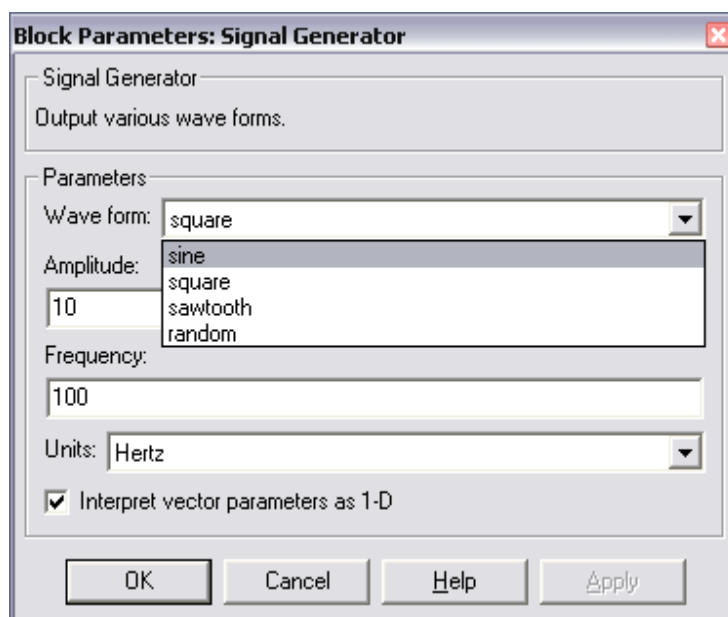 Block Parameters: Signal Generator
Signal Generator
Output various wave forms.
Parameters
Wave form: square
sine
square
sawtooth
random
Amplitude:
10
Frequency:
100
Units: Hertz
Interpret vector parameters as 1-D
OK Cancel Help Apply